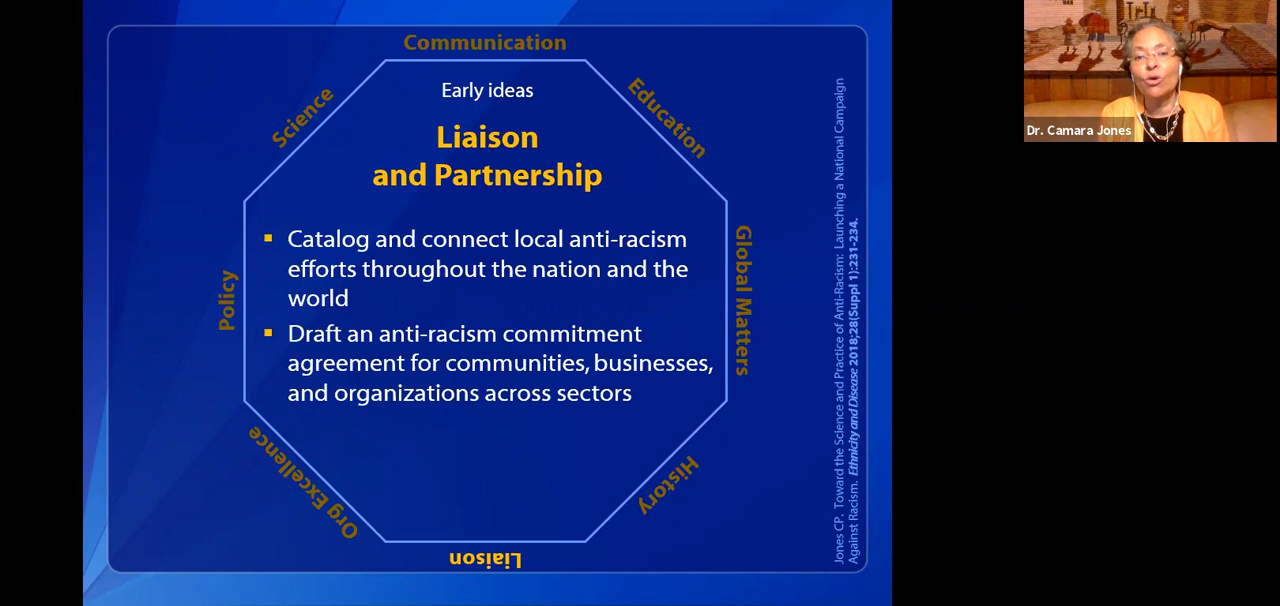 Communication
Science
Education
Early ideas
Liaison
and Partnership
Policy
Global Matters
▪ Catalog and connect local anti-racism
efforts throughout the nation and the
world
▪ Draft an anti-racism commitment
agreement for communities, businesses,
and organizations across sectors
Org Excellence
History
Liaison
Jones CP. Toward the Science and Practice of Anti-Racism: Launching a National Campaign
Against Racism. Ethnicity and Disease 2018;28(Suppl 1):231-234.
Dr. Camara Jones